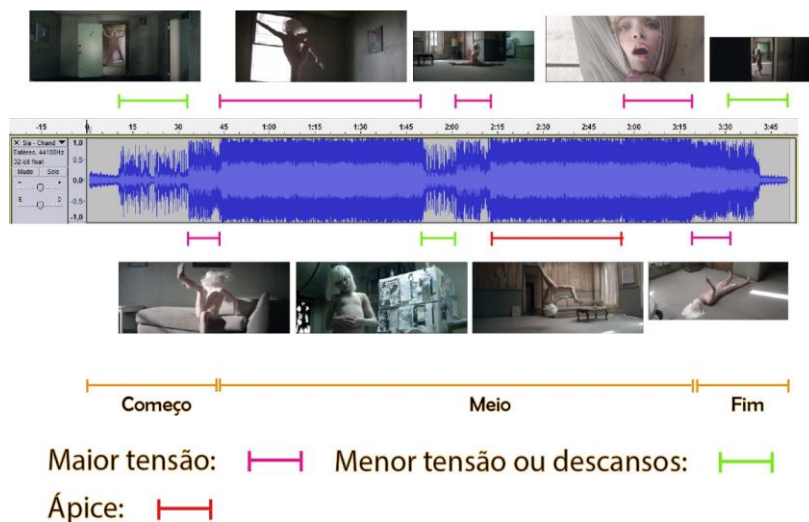 -15 0 15 30 45 1:00 1:15 1:30 1:45 2:00 2:15 2:30 2:45 3:00 3:15 3:30 3:45
X Sia - Chand ▼
Estéreo, 44100Hz
32-bit float
Mudo Solo
- +
E D
1,0
0,5-
0,0-
-0,5-
-1,0
Começo Meio Fim
Maior tensão: Menor tensão ou descansos:
Ápice: